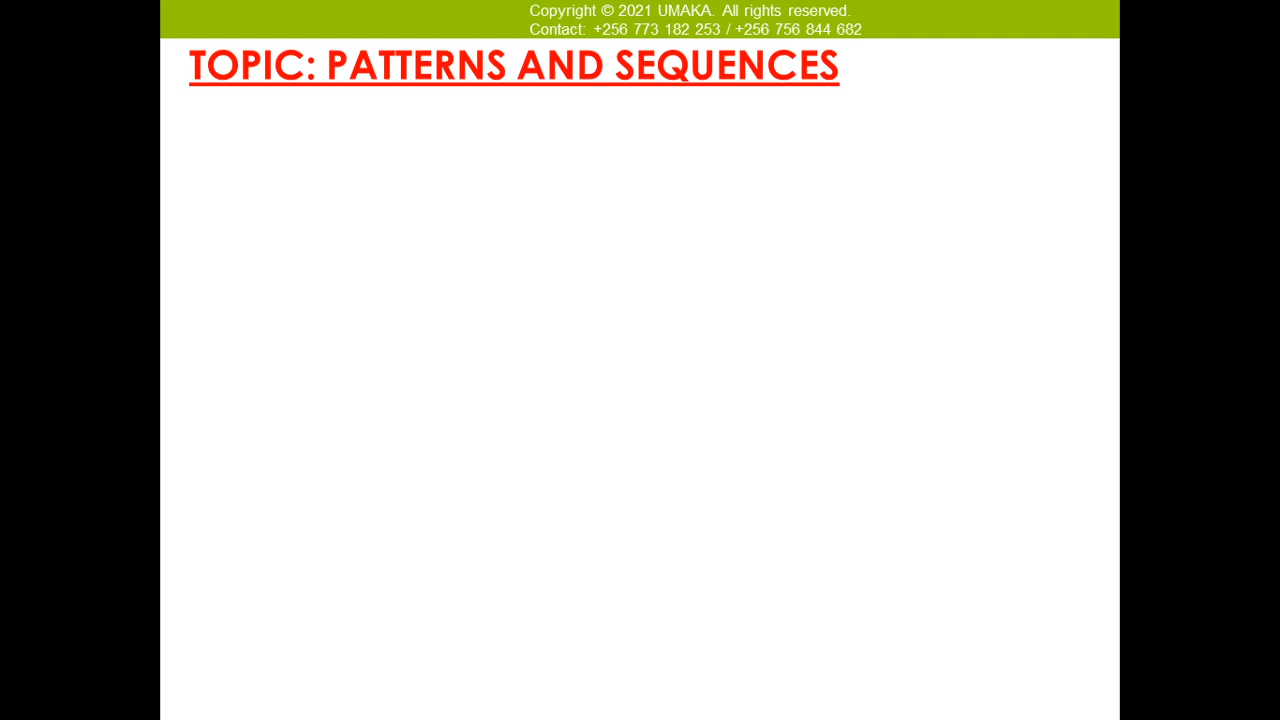 Copyright © 2021 UMAKA. All rights reserved.
Contact: +256 773 182 253 / +256 756 844 682
TOPIC: PATTERNS AND SEQUENCES